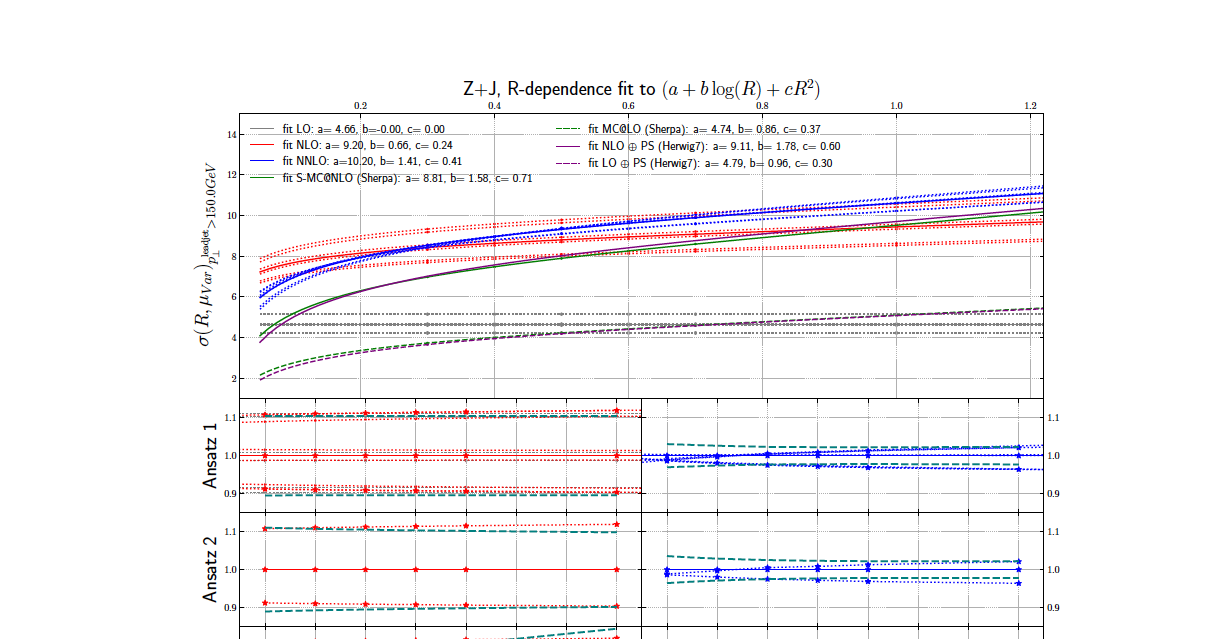 Z+J, R-dependence fit to (a + b log(R) + cR²)
0.2 0.4 0.6 0.8 1.0 1.2
fit LO: a= 4.66, b=-0.00, c= 0.00
fit NLO: a= 9.20, b= 0.66, c= 0.24
fit NNLO: a=10.20, b= 1.41, c= 0.41
fit S-MC@NLO (Sherpa): a= 8.81, b= 1.58, c= 0.71
fit MC@LO (Sherpa): a= 4.74, b= 0.86, c= 0.37
fit NLO ⊕ PS (Herwig7): a= 9.11, b= 1.78, c= 0.60
fit LO ⊕ PS (Herwig7): a= 4.79, b= 0.96, c= 0.30
σ(R, μ_Var)_{p_⊥^leadjet > 150.0GeV}
14
12
10
8
6
4
2
Ansatz 1
1.1 1.1
1.0 1.0
0.9 0.9
Ansatz 2
1.1 1.1
1.0 1.0
0.9 0.9